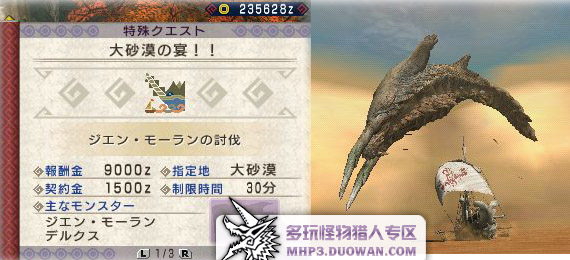 235628z
特殊クエスト
大砂漠の宴！！
ジエン・モーランの討伐
報酬金 9000z
指定地 大砂漠
契約金 1500z
制限時間 30分
主なモンスター
ジエン・モーラン
デルクス
L 1/3 R
多玩怪物猎人专区
MHP3.DUOWAN.COM